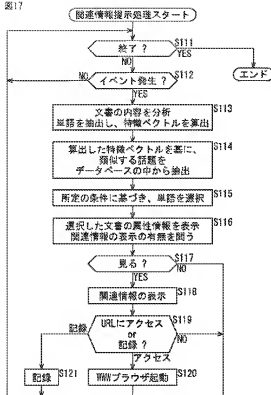 図17
関連情報提示処理スタート
終了？ S111
YES
NO
エンド
NO イベント発生？ S112
YES
文書の内容を分析 S113
単語を抽出し、特徴ベクトルを算出
算出した特徴ベクトルを基に、 S114
類似する話題を
データベースの中から抽出
所定の条件に基づき、単語を選択 S115
選択した文書の属性情報を表示 S116
関連情報の表示の有無を問う
見る？ S117
NO
YES
関連情報の表示 S118
記録 URLにアクセス S119
or NO
記録？
アクセス
記録 S121 WWWブラウザ起動 S120